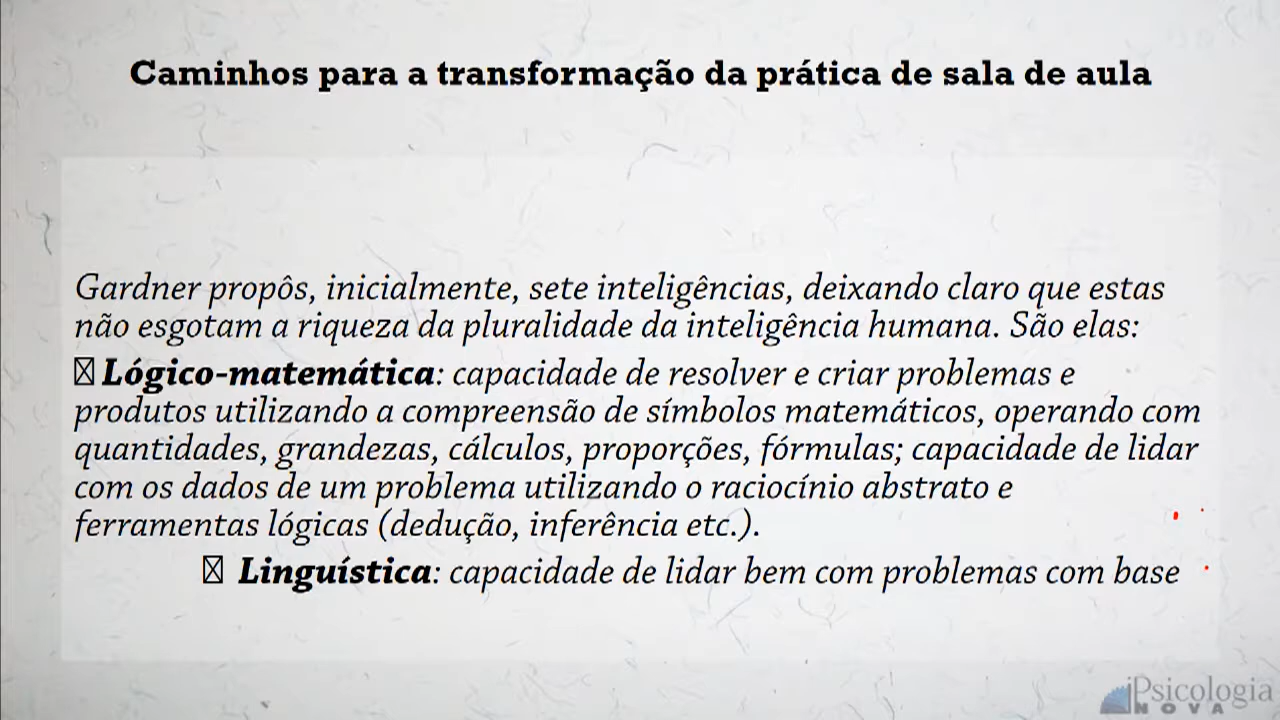 Caminhos para a transformação da prática de sala de aula
Gardner propôs, inicialmente, sete inteligências, deixando claro que estas
não esgotam a riqueza da pluralidade da inteligência humana. São elas:
Lógico-matemática: capacidade de resolver e criar problemas e
produtos utilizando a compreensão de símbolos matemáticos, operando com
quantidades, grandezas, cálculos, proporções, fórmulas; capacidade de lidar
com os dados de um problema utilizando o raciocínio abstrato e
ferramentas lógicas (dedução, inferência etc.).
Linguística: capacidade de lidar bem com problemas com base
Psicologia
NOVA